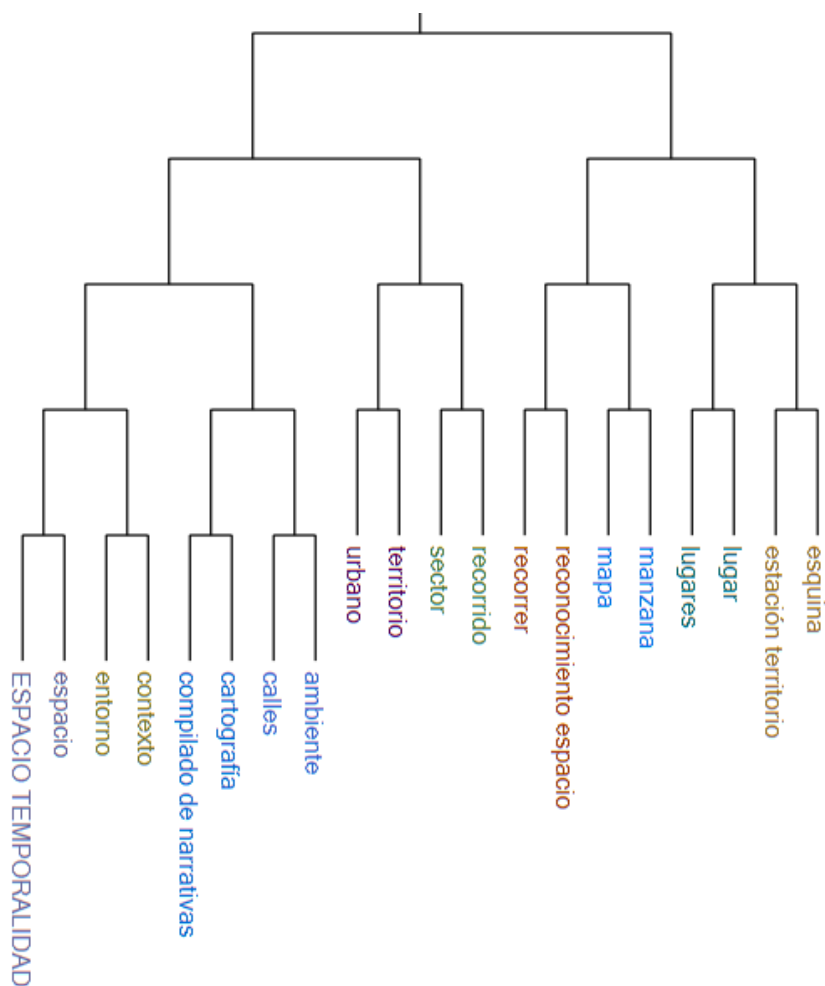 esquina
estación territorio
lugar
lugares
manzana
mapa
reconocimiento espacio
recorrer
recorrido
sector
territorio
urbano
ambiente
calles
cartografía
compilado de narrativas
contexto
entorno
espacio
ESPACIO TEMPORALIDAD